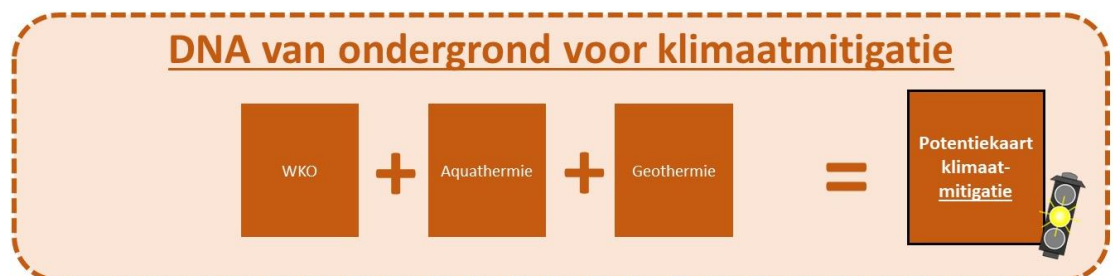 DNA van ondergrond voor klimaatmitigatie
WKO + Aquathermie + Geothermie =
Potentiekaart
klimaat-
mitigatie